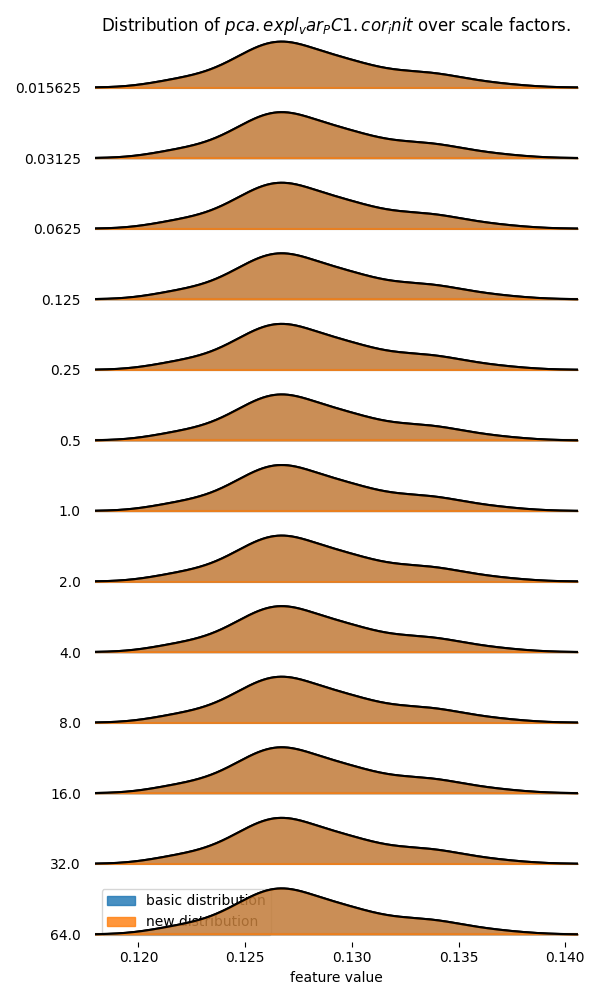 Distribution of pca.expl_var_PC1.cor_init over scale factors.
0.015625
0.03125
0.0625
0.125
0.25
0.5
1.0
2.0
4.0
8.0
16.0
32.0
basic distribution
new distribution
64.0
0.120 0.125 0.130 0.135 0.140
feature value